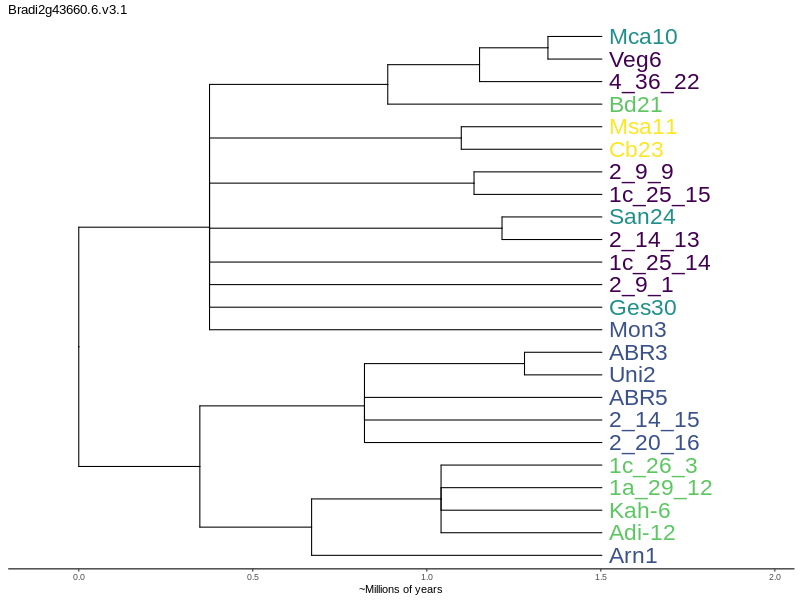 Bradi2g43660.6.v3.1
Mca10
Veg6
4_36_22
Bd21
Msa11
Cb23
2_9_9
1c_25_15
San24
2_14_13
1c_25_14
2_9_1
Ges30
Mon3
ABR3
Uni2
ABR5
2_14_15
2_20_16
1c_26_3
1a_29_12
Kah-6
Adi-12
Arn1
0.0 0.5 1.0 1.5 2.0
~Millions of years